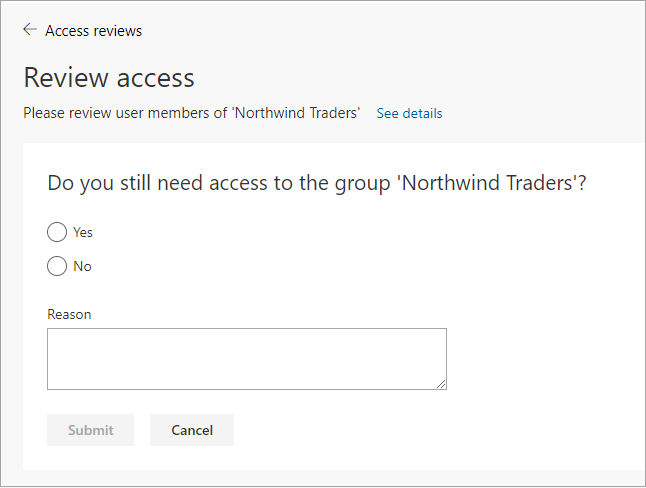 Access reviews
Review access
Please review user members of 'Northwind Traders' See details
Do you still need access to the group 'Northwind Traders'?
Yes
No
Reason
Submit Cancel